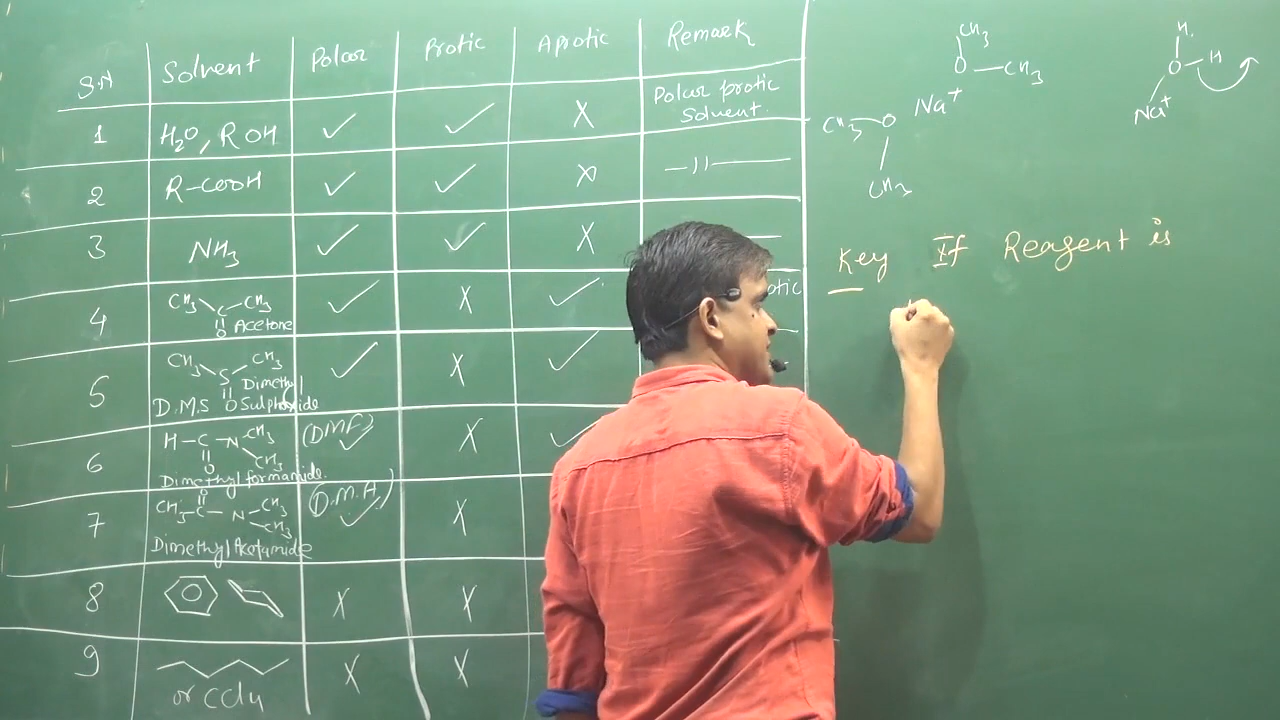 S.N Solvent Polar Protic Aprotic Remark
1 H2O, ROH ✓ ✓ X Polar protic
solvent.
2 R-COOH ✓ ✓ X —11—
3 NH3 ✓ ✓ X
4 CH3 C CH3 ✓ X ✓ otic
O Acetone
5 CH3 S CH3 ✓ X ✓
Dimethyl
D.M.S O Sulphoxide
6 H-C-N CH3 (DMF) ✓ X ✓
O CH3
Dimethyl formamide
7 O (D.M.A)
CH3-C-N CH3 ✓ X
CH3
Dimethyl Acetamide
8 X X
9 X X
or CCl4
CH3
O—CH3
Na+
CH3—O
CH3
H.
O—H
Na+
Key If Reagent is